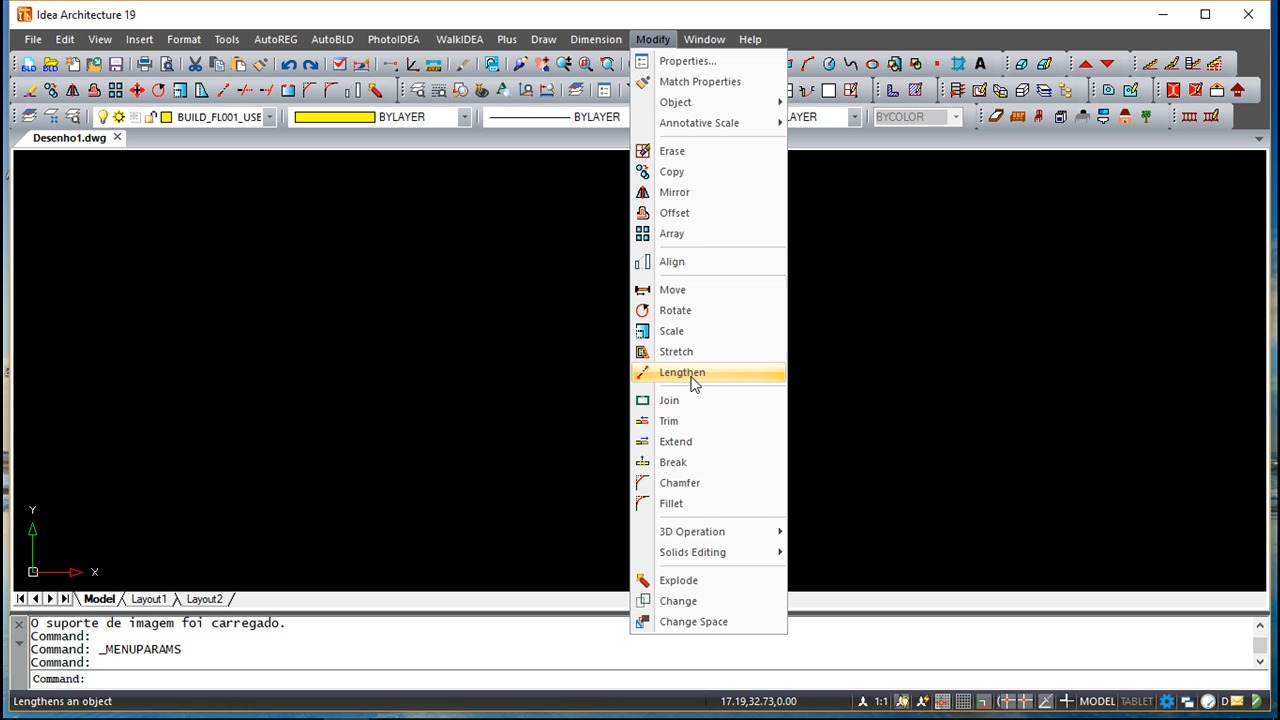 Idea Architecture 19
File Edit View Insert Format Tools AutoREG AutoBLD PhotoIDEA WalkIDEA Plus Draw Dimension Modify Window Help
BUILD_FL001_USE BYLAYER BYLAYER AYER BYCOLOR
Desenho1.dwg
Properties...
Match Properties
Object
Annotative Scale
Erase
Copy
Mirror
Offset
Array
Align
Move
Rotate
Scale
Stretch
Lengthen
Join
Trim
Extend
Break
Chamfer
Fillet
3D Operation
Solids Editing
Explode
Change
Change Space
Y
X
Model Layout1 Layout2
O suporte de imagem foi carregado.
Command:
Command: _MENUPARAMS
Command:
Command:
Lengthens an object 17.19,32.73,0.00 1:1 MODEL TABLET D